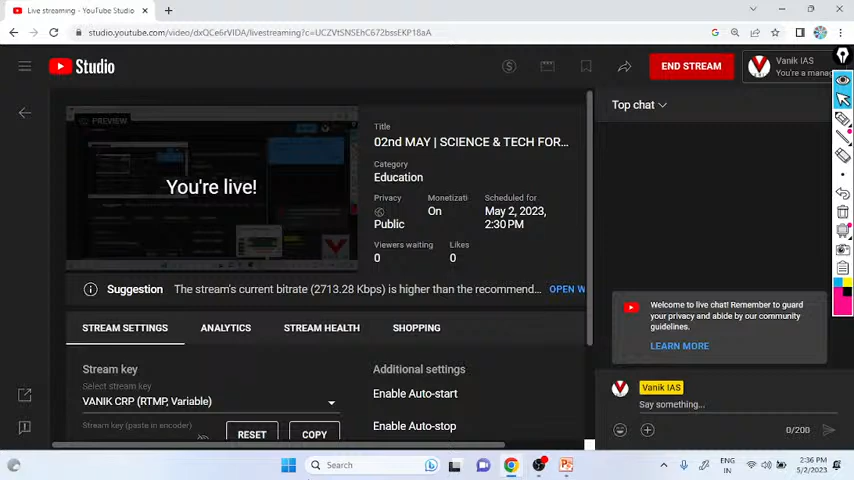 Live streaming - YouTube Studio
studio.youtube.com/video/dxQCe6rVIDA/livestreaming?c=UCZVtSNSEhC672bssEKP18aA
Studio
END STREAM
Vanik IAS
You're a manag
Top chat
PREVIEW
You're live!
Title
02nd MAY | SCIENCE & TECH FOR...
Category
Education
Privacy
Monetizati
Scheduled for
Public
On
May 2, 2023,
2:30 PM
Viewers waiting
Likes
0
0
Suggestion
The stream's current bitrate (2713.28 Kbps) is higher than the recommend...
OPEN W
STREAM SETTINGS
ANALYTICS
STREAM HEALTH
SHOPPING
Stream key
Select stream key
VANIK CRP (RTMP, Variable)
Stream key (paste in encoder)
RESET
COPY
Additional settings
Enable Auto-start
Enable Auto-stop
Welcome to live chat! Remember to guard
your privacy and abide by our community
guidelines.
LEARN MORE
Vanik IAS
Say something...
0/200
Search
ENG
IN
2:36 PM
5/2/2023